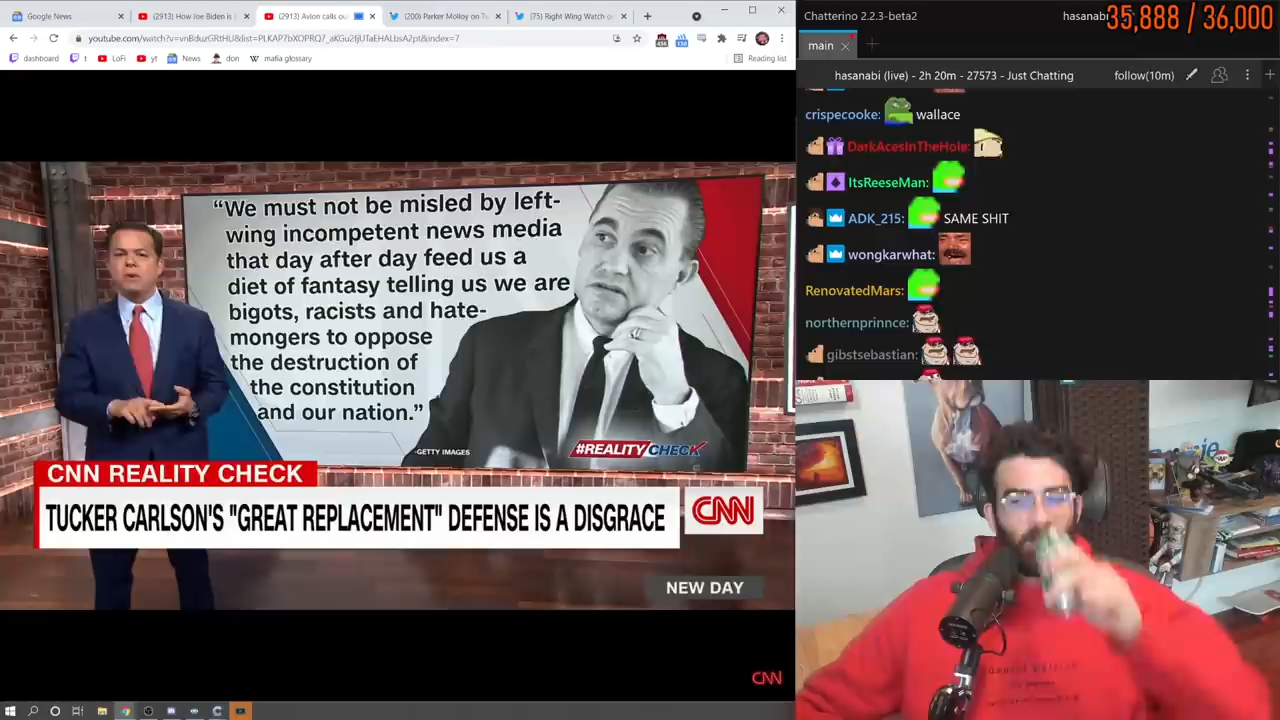 Google News
(2913) How Joe Biden is
(2913) Avlon calls ou
(200) Parker Molloy on Tw
(75) Right Wing Watch o
youtube.com/watch?v=vnBduzGRtHU&list=PLKAP7bXOPRQ7_aKGu2IjUTaEHALbsA2pt&index=7
dashboard
t
LoFi
yt
News
don
mafia glossary
Reading list
"We must not be misled by left-
wing incompetent news media
that day after day feed us a
diet of fantasy telling us we are
bigots, racists and hate-
mongers to oppose
the destruction of
the constitution
and our nation."
-GETTY IMAGES
#REALITYCHECK
CNN REALITY CHECK
TUCKER CARLSON'S "GREAT REPLACEMENT" DEFENSE IS A DISGRACE
CNN
NEW DAY
CNN
Chatterino 2.2.3-beta2
hasanabi
35,888 / 36,000
main
hasanabi (live) - 2h 20m - 27573 - Just Chatting
follow(10m)
crispecooke: wallace
DarkAcesInTheHole:
ItsReeseMan:
ADK_215: SAME SHIT
wongkarwhat:
RenovatedMars:
northernprinnce:
gibstsebastian: